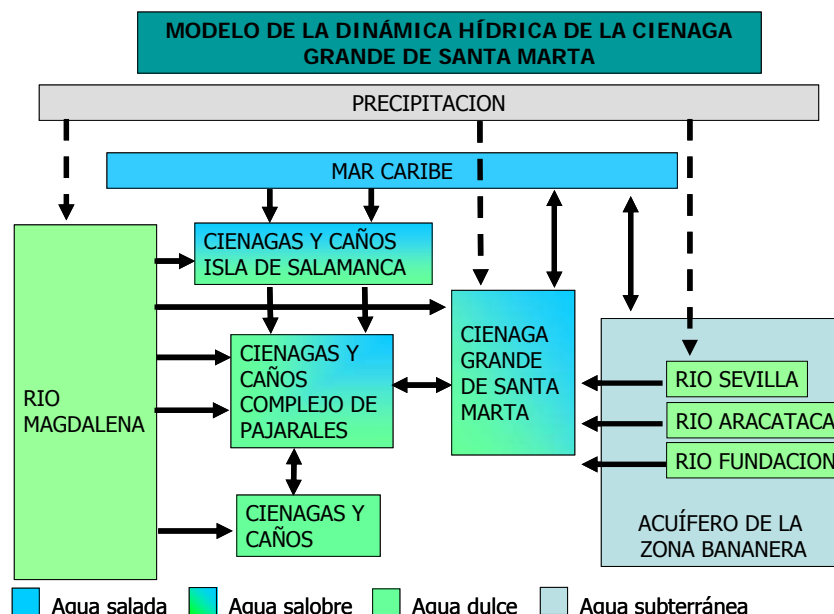 MODELO DE LA DINÁMICA HÍDRICA DE LA CIENAGA
GRANDE DE SANTA MARTA
PRECIPITACION
MAR CARIBE
CIENAGAS Y CAÑOS
ISLA DE SALAMANCA
RIO
MAGDALENA
CIENAGAS Y
CAÑOS
COMPLEJO DE
PAJARALES
CIENAGA
GRANDE
DE SANTA
MARTA
RIO SEVILLA
RIO ARACATACA
RIO FUNDACION
CIENAGAS Y
CAÑOS
ACUÍFERO DE LA
ZONA BANANERA
Agua salada
Agua salobre
Agua dulce
Agua subterránea